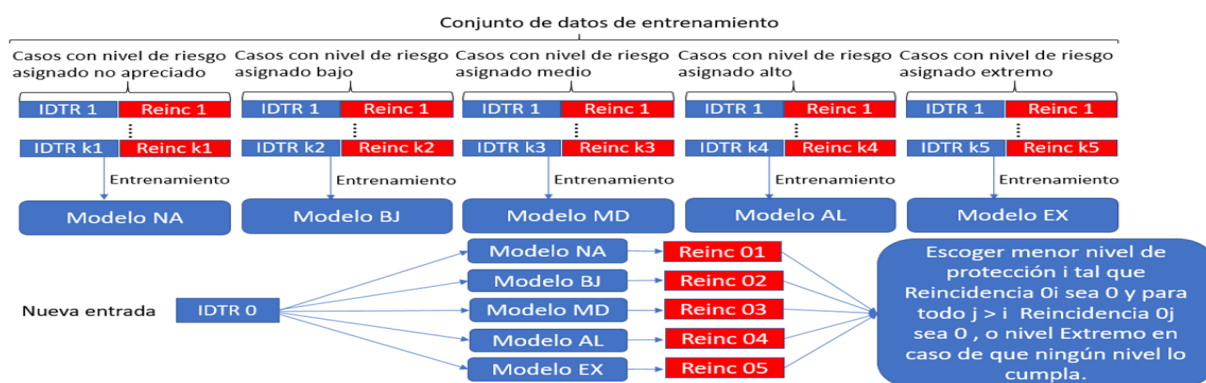 Conjunto de datos de entrenamiento
Casos con nivel de riesgo
asignado no apreciado
Casos con nivel de riesgo
asignado bajo
Casos con nivel de riesgo
asignado medio
Casos con nivel de riesgo
asignado alto
Casos con nivel de riesgo
asignado extremo
IDTR 1 Reinc 1
IDTR 1 Reinc 1
IDTR 1 Reinc 1
IDTR 1 Reinc 1
IDTR 1 Reinc 1
IDTR k1 Reinc k1
IDTR k2 Reinc k2
IDTR k3 Reinc k3
IDTR k4 Reinc k4
IDTR k5 Reinc k5
Entrenamiento
Entrenamiento
Entrenamiento
Entrenamiento
Entrenamiento
Modelo NA
Modelo BJ
Modelo MD
Modelo AL
Modelo EX
Nueva entrada
IDTR 0
Modelo NA
Reinc 01
Modelo BJ
Reinc 02
Modelo MD
Reinc 03
Modelo AL
Reinc 04
Modelo EX
Reinc 05
Escoger menor nivel de
protección i tal que
Reincidencia 0i sea 0 y para
todo j > i Reincidencia 0j
sea 0 , o nivel Extremo en
caso de que ningún nivel lo
cumpla.